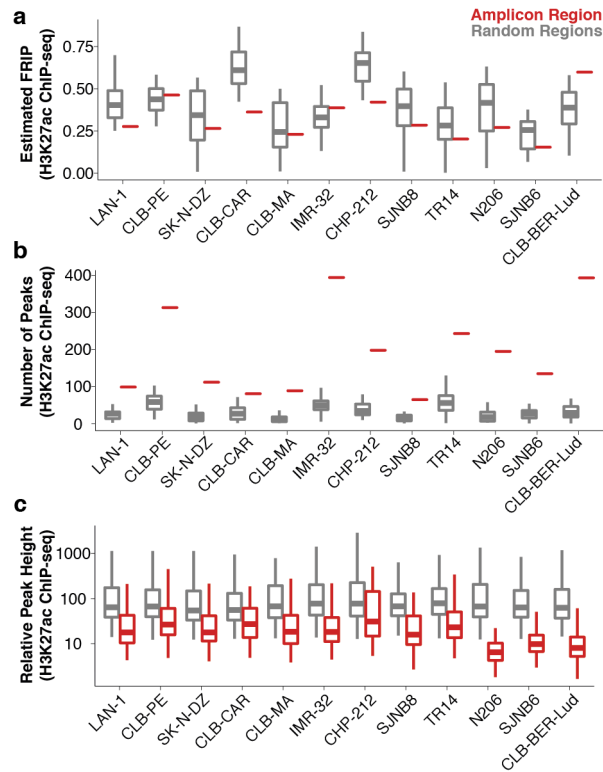 a
Amplicon Region
Random Regions
Estimated FRIP
(H3K27ac ChIP-seq)
0.75
0.50
0.25
0.00
LAN-1
CLB-PE
SK-N-DZ
CLB-CAR
CLB-MA
IMR-32
CHP-212
SJNB8
TR14
N206
SJNB6
CLB-BER-Lud
b
Number of Peaks
(H3K27ac ChIP-seq)
400
300
200
100
0
LAN-1
CLB-PE
SK-N-DZ
CLB-CAR
CLB-MA
IMR-32
CHP-212
SJNB8
TR14
N206
SJNB6
CLB-BER-Lud
c
Relative Peak Height
(H3K27ac ChIP-seq)
1000
100
10
LAN-1
CLB-PE
SK-N-DZ
CLB-CAR
CLB-MA
IMR-32
CHP-212
SJNB8
TR14
N206
SJNB6
CLB-BER-Lud